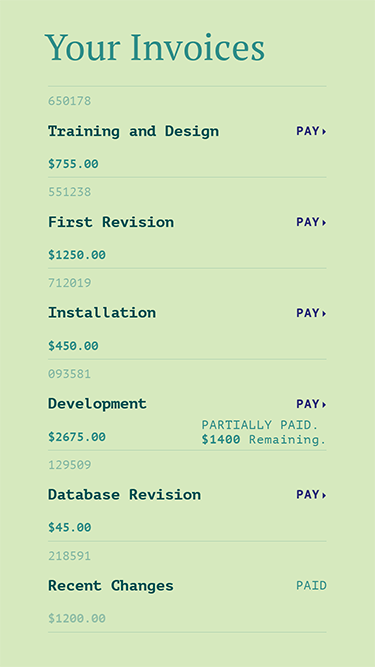 Your Invoices
650178
Training and Design PAY
$755.00
551238
First Revision PAY
$1250.00
712019
Installation PAY
$450.00
093581
Development PAY
PARTIALLY PAID.
$2675.00 $1400 Remaining.
129509
Database Revision PAY
$45.00
218591
Recent Changes PAID
$1200.00